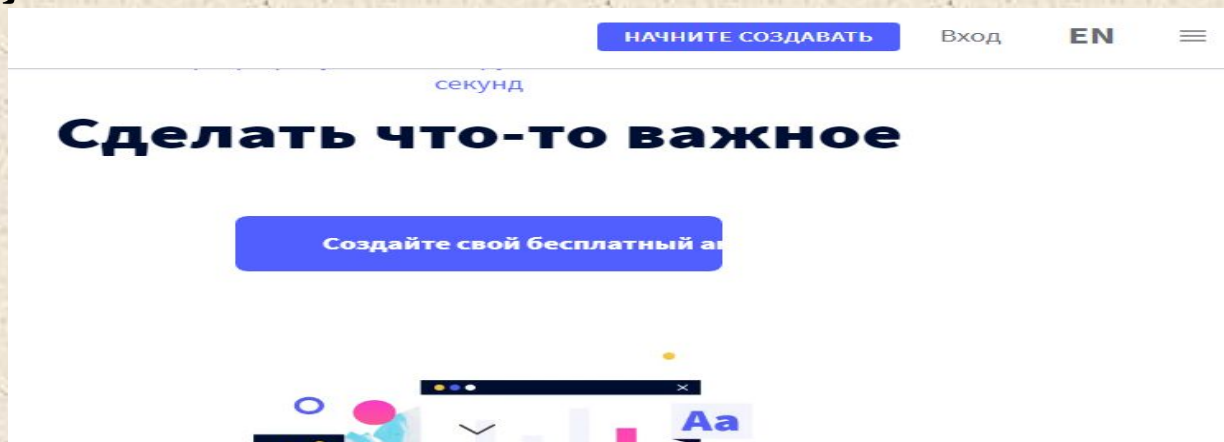 НАЧНИТЕ СОЗДАВАТЬ Вход EN
секунд
Сделать что-то важное
Создайте свой бесплатный
Aa